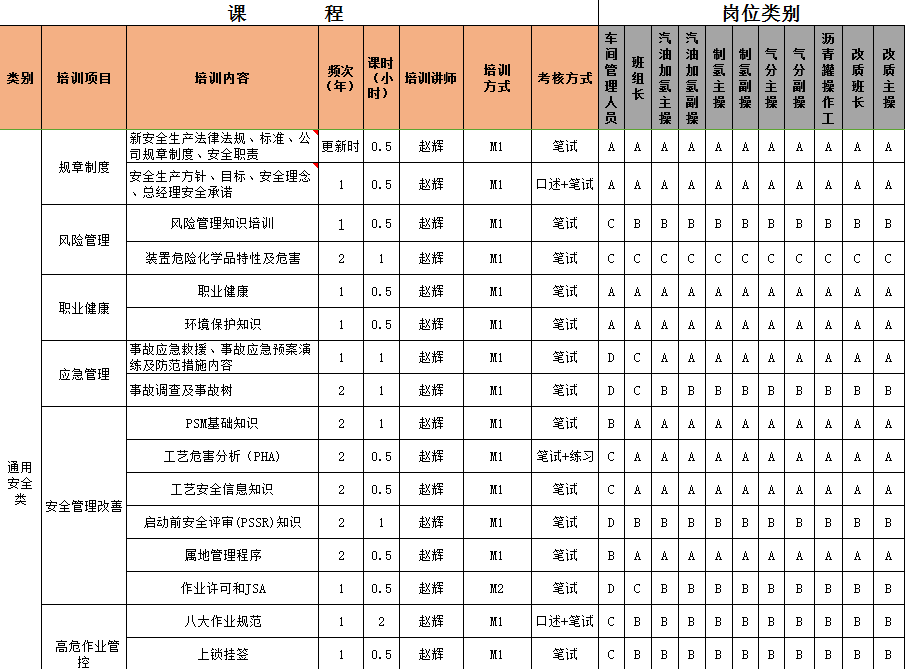 课 程 岗位类别
类别 培训项目 培训内容 频次（年） 课时（小时） 培训讲师 培训方式 考核方式 车间管理人员 班组长 汽油加氢主操 汽油加氢副操 制氢主操 制氢副操 气分主操 气分副操 沥青灌操作工 改质班长 改质主操
通用安全类
规章制度
新安全生产法律法规、标准、公司规章制度、安全职责 更新时 0.5 赵辉 M1 笔试 A A A A A A A A A A A
安全生产方针、目标、安全理念、总经理安全承诺 1 0.5 赵辉 M1 口述+笔试 A A A A A A A A A A A
风险管理
风险管理知识培训 1 0.5 赵辉 M1 笔试 C B B B B B B B B B B
装置危险化学品特性及危害 2 1 赵辉 M1 笔试 C C C C C C C C C C C
职业健康
职业健康 1 0.5 赵辉 M1 笔试 A A A A A A A A A A A
环境保护知识 1 0.5 赵辉 M1 笔试 A A A A A A A A A A A
应急管理
事故应急救援、事故应急预案演练及防范措施内容 1 1 赵辉 M1 笔试 D C A A A A A A A A A
事故调查及事故树 2 1 赵辉 M1 笔试 D C B B B B B B B B B
安全管理改善
PSM基础知识 2 1 赵辉 M1 笔试 B A A A A A A A A A A
工艺危害分析（PHA) 2 0.5 赵辉 M1 笔试+练习 C A A A A A A A A A A
工艺安全信息知识 2 0.5 赵辉 M1 笔试 C A A A A A A A A A A
启动前安全评审(PSSR)知识 2 1 赵辉 M1 笔试 D B B B B B B B B B B
属地管理程序 2 0.5 赵辉 M1 笔试 B A A A A A A A A A A
作业许可和JSA 1 0.5 赵辉 M2 笔试 D C B B B B B B B B B
高危作业管控
八大作业规范 1 2 赵辉 M1 口述+笔试 C B B B B B B B B B B
上锁挂签 1 0.5 赵辉 M1 笔试 C B B B B B B B B B B